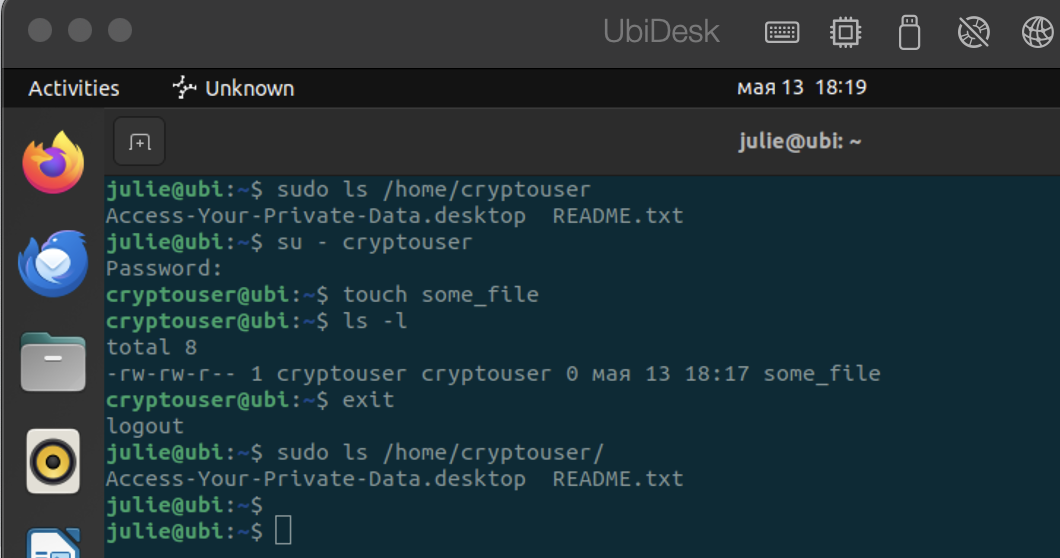 UbiDesk
Activities Unknown мая 13 18:19
julie@ubi: ~
julie@ubi:~$ sudo ls /home/cryptouser
Access-Your-Private-Data.desktop README.txt
julie@ubi:~$ su - cryptouser
Password:
cryptouser@ubi:~$ touch some_file
cryptouser@ubi:~$ ls -l
total 8
-rw-rw-r-- 1 cryptouser cryptouser 0 мая 13 18:17 some_file
cryptouser@ubi:~$ exit
logout
julie@ubi:~$ sudo ls /home/cryptouser/
Access-Your-Private-Data.desktop README.txt
julie@ubi:~$
julie@ubi:~$